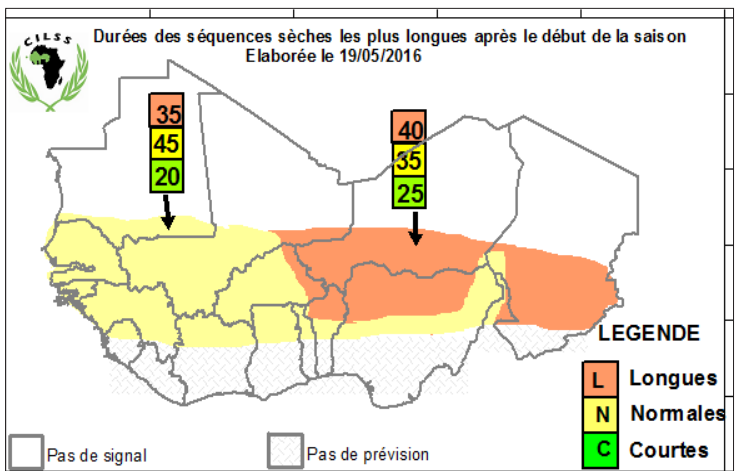 CILSS
Durées des séquences sèches les plus longues après le début de la saison
Elaborée le 19/05/2016
35
45
20
40
35
25
LEGENDE
L Longues
N Normales
C Courtes
Pas de signal
Pas de prévision